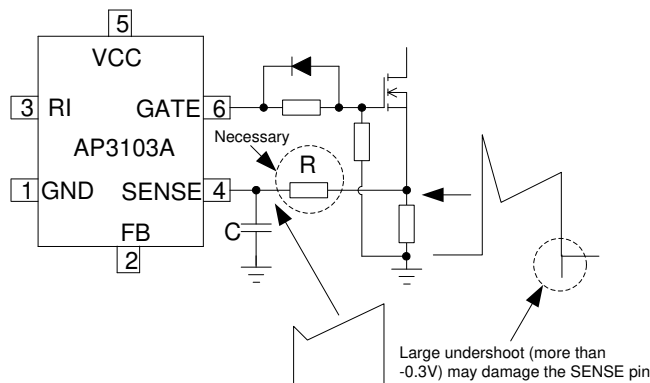 5
VCC
3 RI GATE 6
Necessary
AP3103A
R
1 GND SENSE 4
C
FB
2
Large undershoot (more than
-0.3V) may damage the SENSE pin